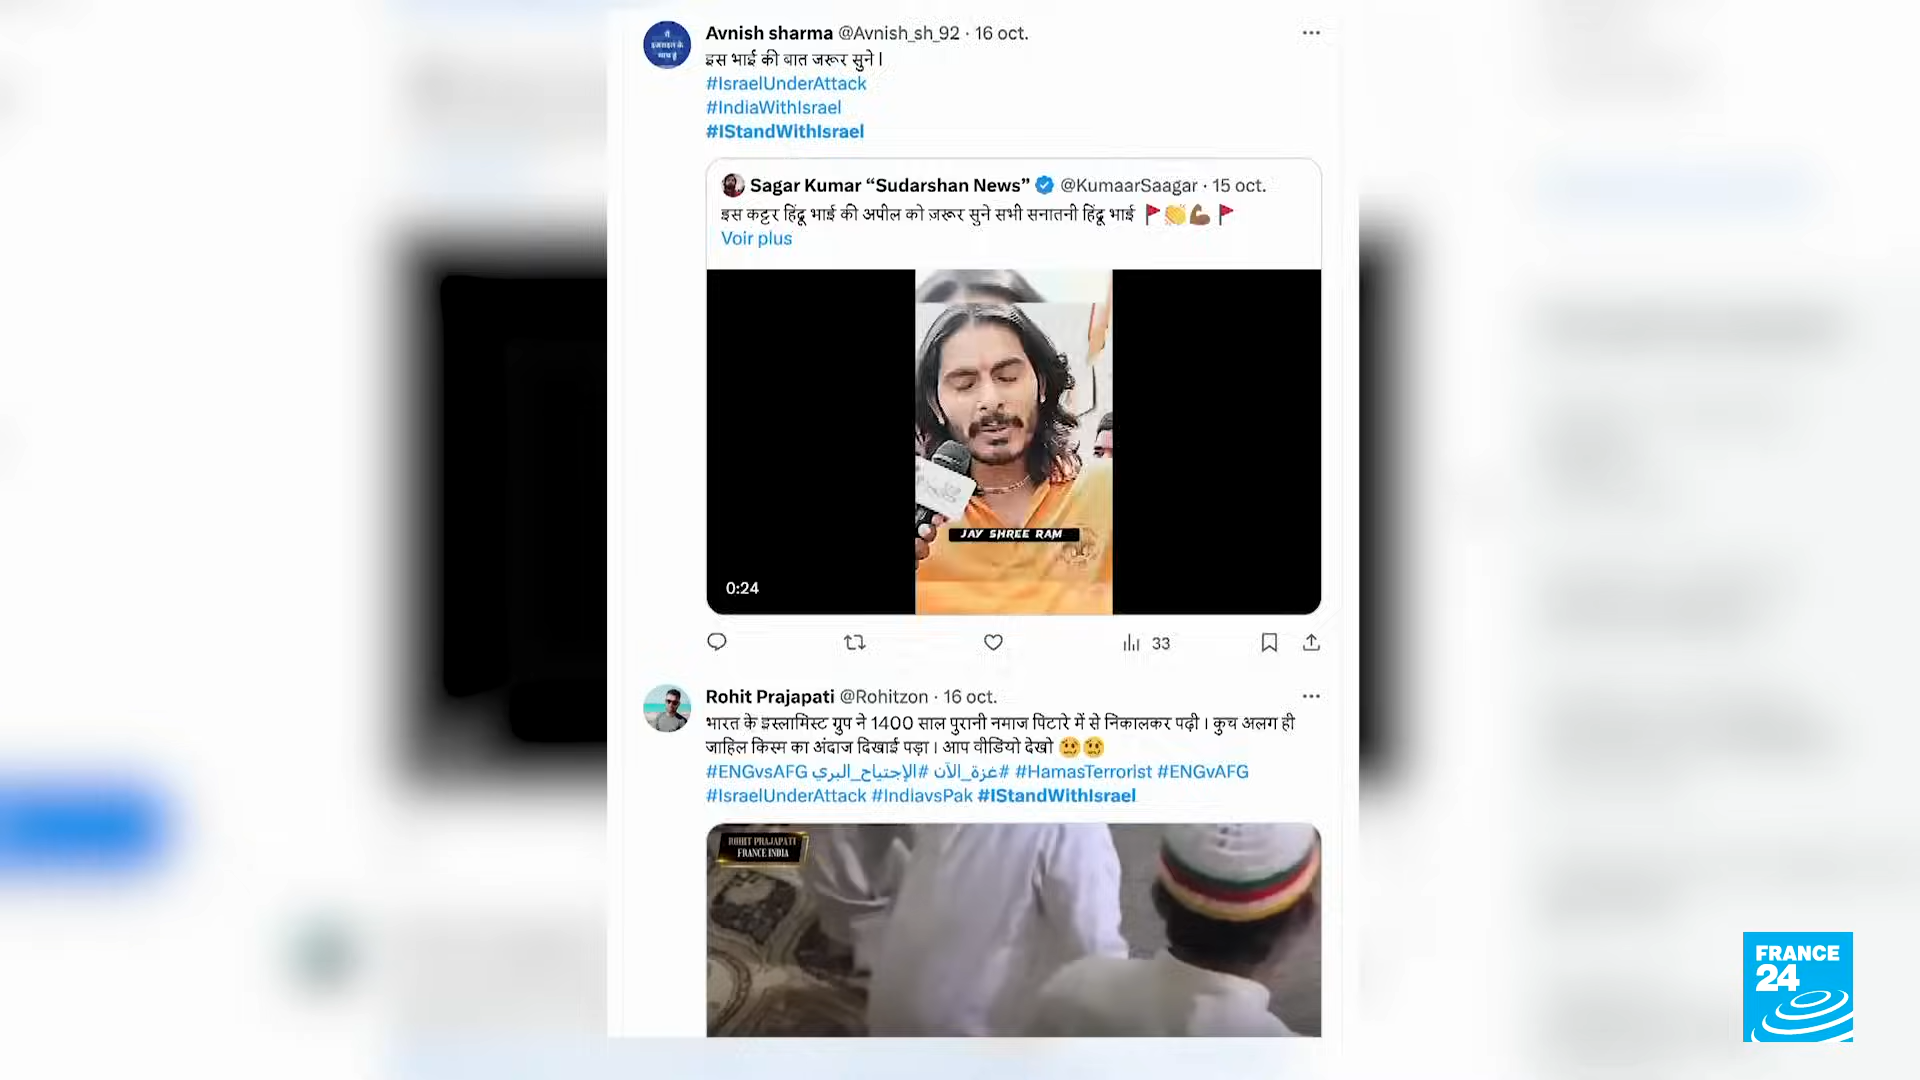 Avnish sharma @Avnish_sh_92 · 16 oct.
इस भाई की बात जरूर सुने।
#IsraelUnderAttack
#IndiaWithIsrael
#IStandWithIsrael
Sagar Kumar “Sudarshan News” @KumaarSaagar · 15 oct.
इस कट्टर हिंदू भाई की अपील को ज़रूर सुने सभी सनातनी हिंदू भाई 🚩👏💪🏾🚩
Voir plus
JAY SHREE RAM
0:24
33
Rohit Prajapati @Rohitzon · 16 oct.
भारत के इस्लामिस्ट ग्रुप ने 1400 साल पुरानी नमाज पिटारे में से निकालकर पढ़ी। कुच अलग ही
जाहिल किस्म का अंदाज दिखाई पड़ा। आप वीडियो देखो 🥴🥴
#ENGvsAFG #غزة_الآن #الإجتياح_البري #HamasTerrorist #ENGvAFG
#IsraelUnderAttack #IndiavsPak #IStandWithIsrael
ROHIT PRAJAPATI
FRANCE INDIA
FRANCE
24